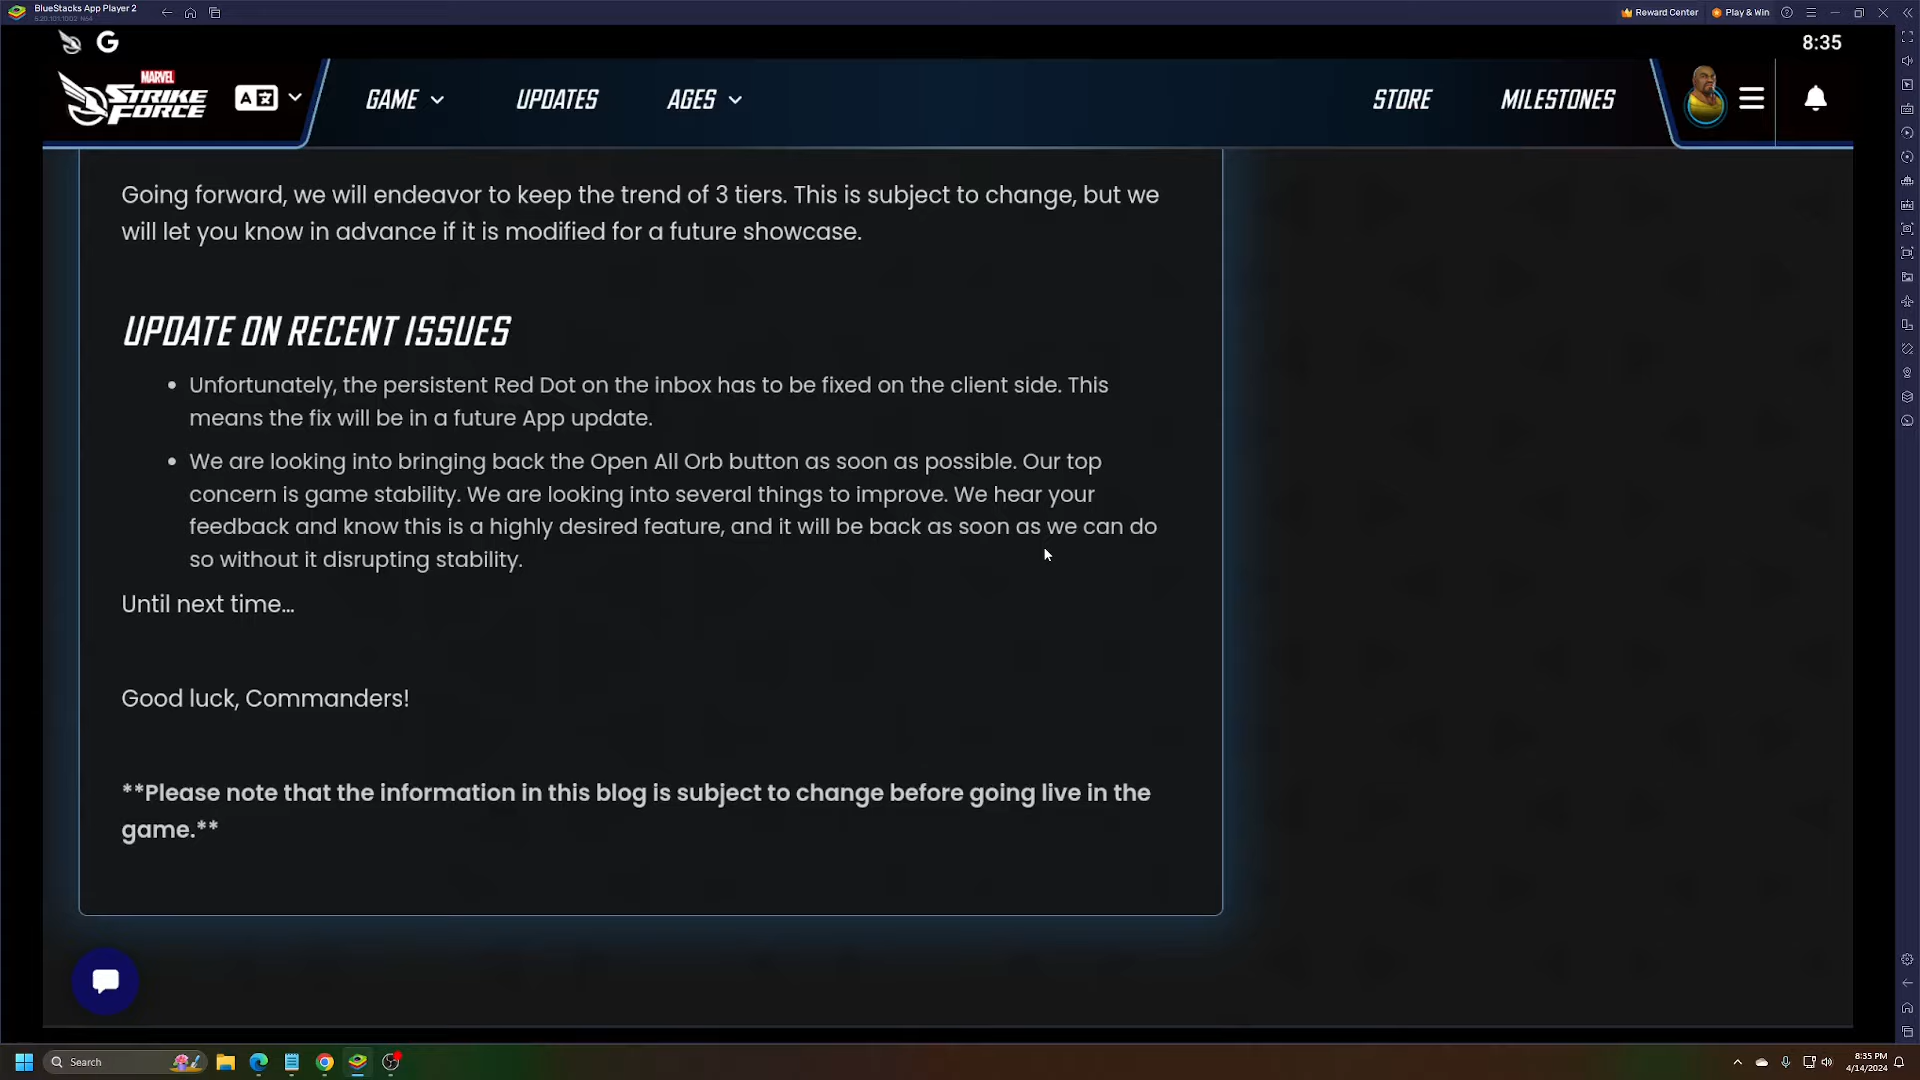 BlueStacks App Player 2
5.20.101.1002 N64
Reward Center
Play & Win
8:35
MARVEL
STRIKE
FORCE
GAME
UPDATES
AGES
STORE
MILESTONES
Going forward, we will endeavor to keep the trend of 3 tiers. This is subject to change, but we
will let you know in advance if it is modified for a future showcase.
UPDATE ON RECENT ISSUES
• Unfortunately, the persistent Red Dot on the inbox has to be fixed on the client side. This
means the fix will be in a future App update.
• We are looking into bringing back the Open All Orb button as soon as possible. Our top
concern is game stability. We are looking into several things to improve. We hear your
feedback and know this is a highly desired feature, and it will be back as soon as we can do
so without it disrupting stability.
Until next time...
Good luck, Commanders!
**Please note that the information in this blog is subject to change before going live in the
game.**
Search
8:35 PM
4/14/2024